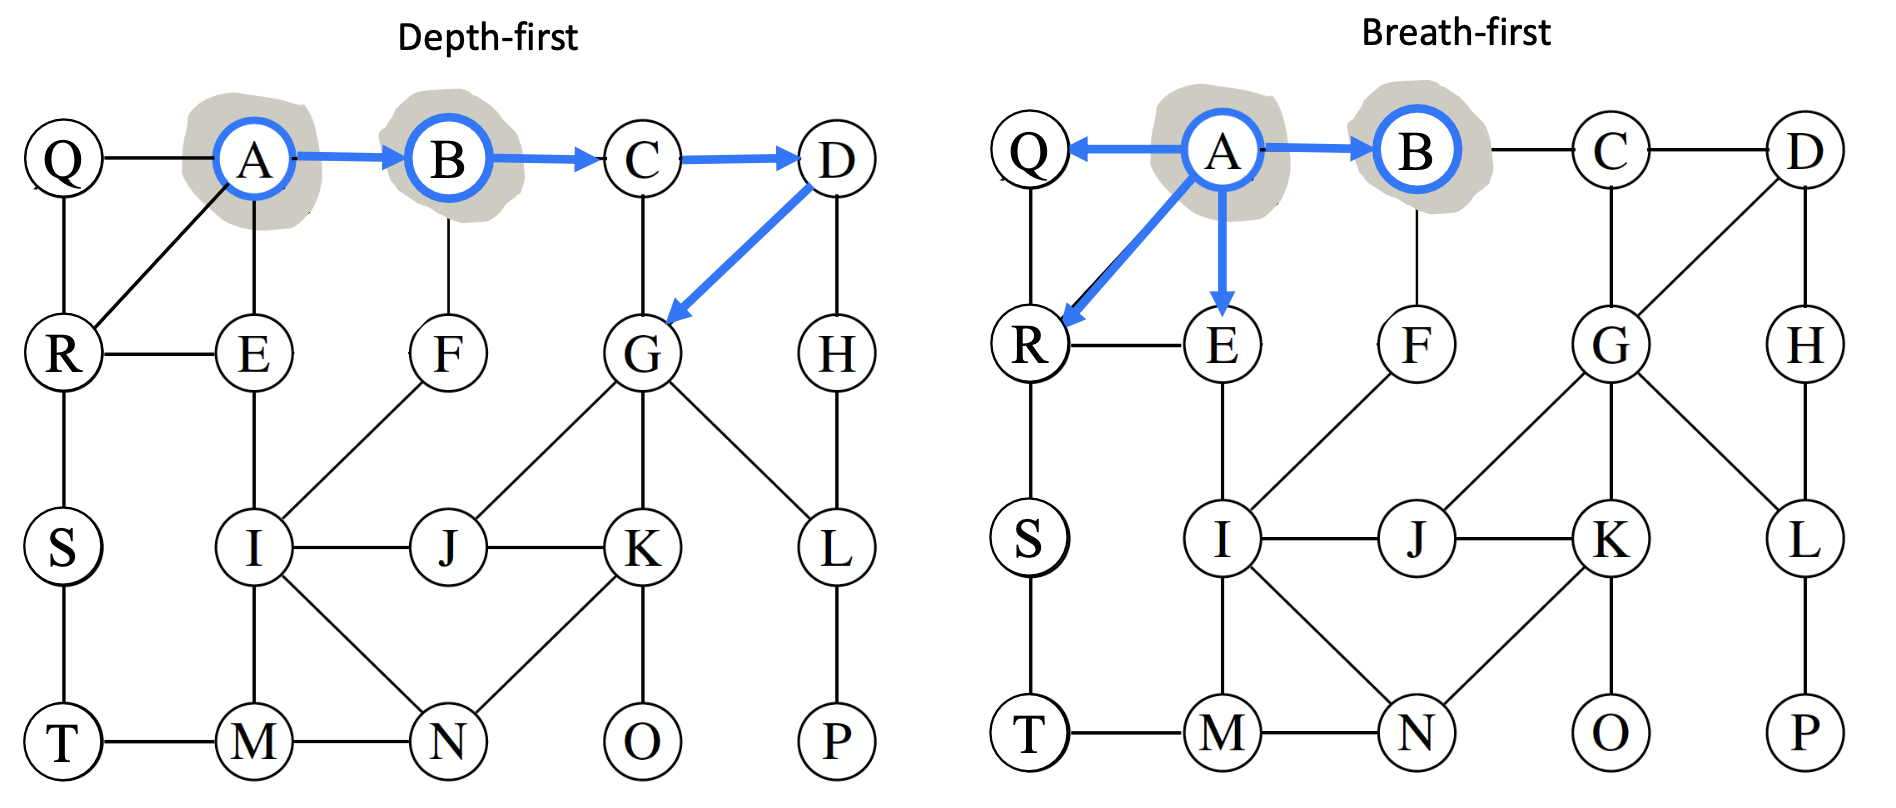 Depth-first
Breath-first
Q A B C D
R E F G H
S I J K L
T M N O P
Q A B C D
R E F G H
S I J K L
T M N O P